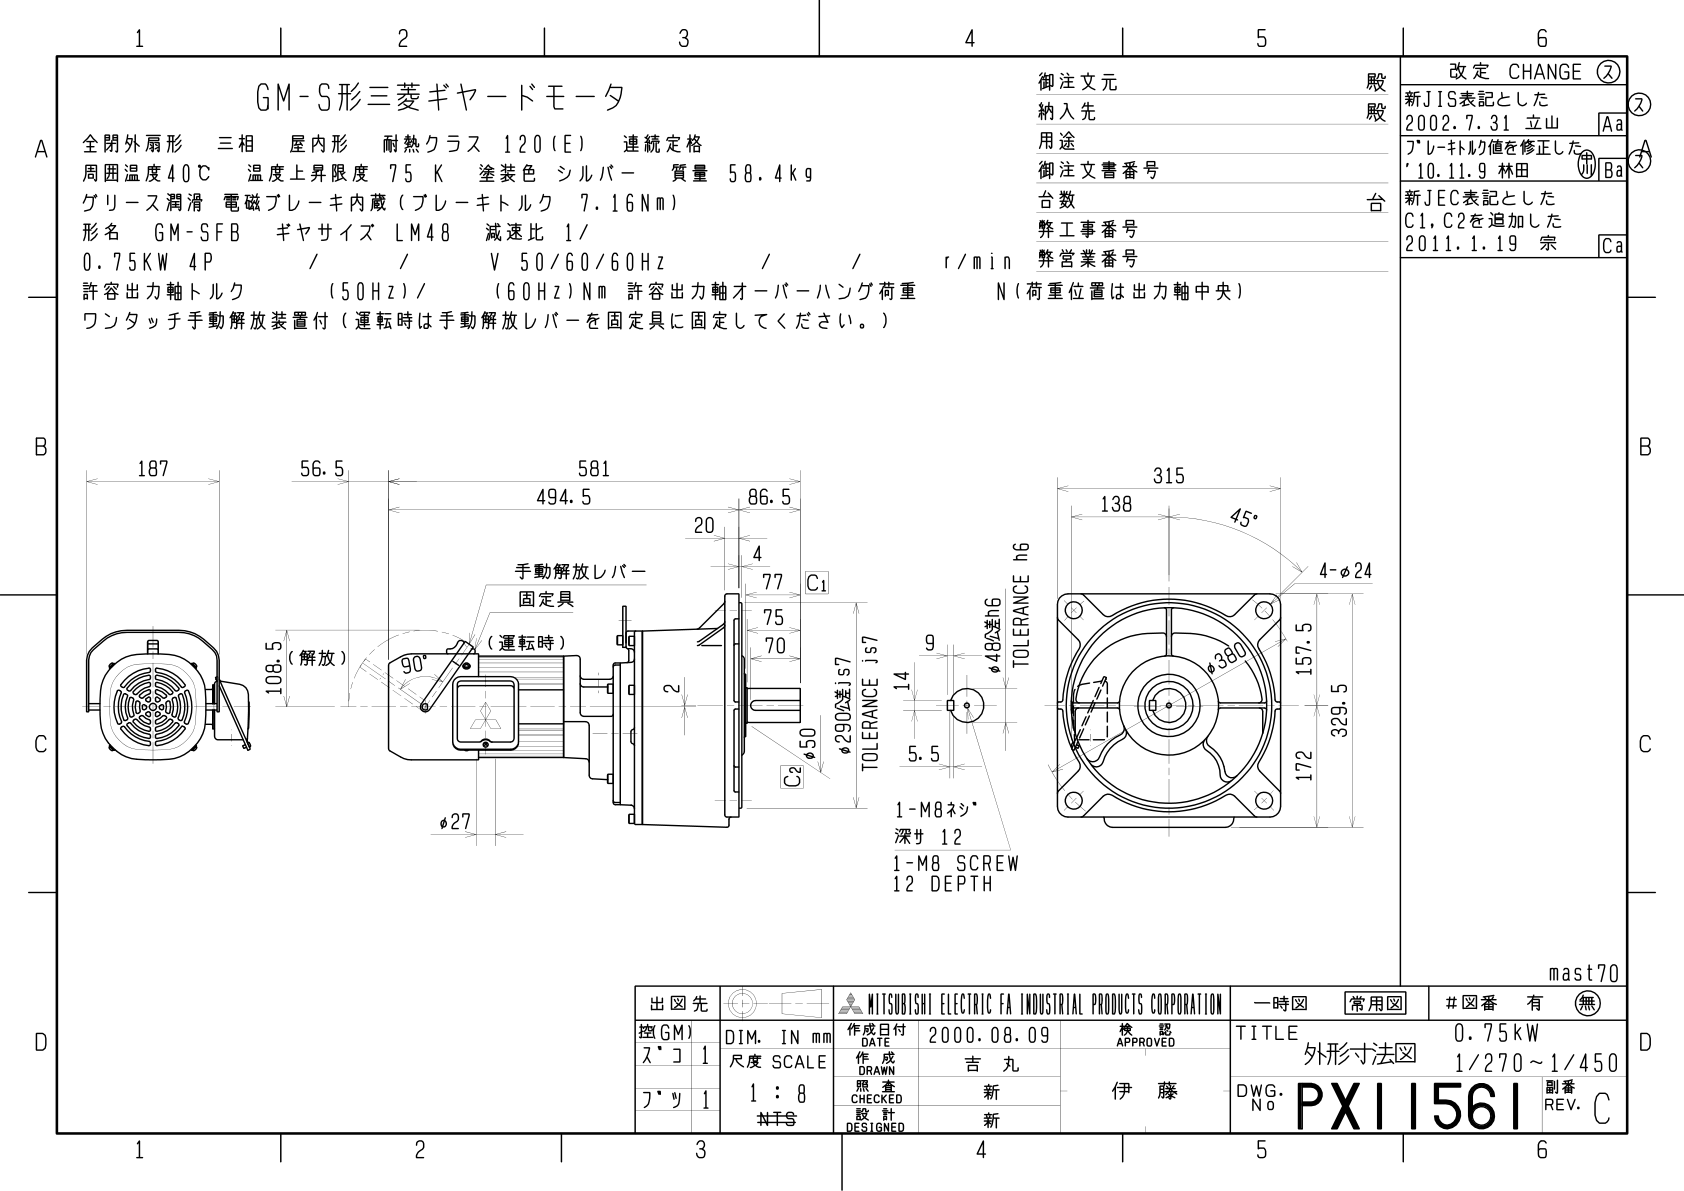 1 2 3 4 5 6
GM-S形三菱ギヤードモータ
全閉外扇形 三相 屋内形 耐熱クラス 120(E) 連続定格
周囲温度40℃ 温度上昇限度 75 K 塗装色 シルバー 質量 58.4kg
グリース潤滑 電磁ブレーキ内蔵(ブレーキトルク 7.16Nm)
形名 GM-SFB ギヤサイズ LM48 減速比 1/
0.75KW 4P / / V 50/60/60Hz / / r/min
許容出力軸トルク (50Hz)/ (60Hz)Nm 許容出力軸オーバーハング荷重 N(荷重位置は出力軸中央)
ワンタッチ手動解放装置付(運転時は手動解放レバーを固定具に固定してください。)
御注文元 殿
納入先 殿
用途
御注文書番号
台数 台
弊工事番号
弊営業番号
改定 CHANGE ス
新JIS表記とした
2002.7.31 立山 Aa
ス
ブレーキトルク値を修正した
'10.11.9 林田 中川 Ba
ス
新JEC表記とした
C1,C2を追加した
2011.1.19 宗 Ca
A A
B B
C C
D D
187
56.5
581
494.5
86.5
20
4
77
C1
75
70
手動解放レバー
固定具
(運転時)
(解放)
108.5
90°
2
φ27
φ50
C2
φ290公差js7
TOLERANCE js7
9
14
5.5
φ48公差h6
TOLERANCE h6
1-M8ネジ
深サ 12
1-M8 SCREW
12 DEPTH
315
138
45°
4-φ24
φ380
157.5
329.5
172
mast70
出図先
控(GM)
ズコ 1
ブツ 1
DIM. IN mm
尺度 SCALE
1 : 8
NTS
MITSUBISHI ELECTRIC FA INDUSTRIAL PRODUCTS CORPORATION
作成日付 DATE 2000.08.09
作成 DRAWN 吉丸
照査 CHECKED 新
設計 DESIGNED 新
検認 APPROVED
伊藤
一時図 常用図 #図番 有 無
TITLE 0.75kW
外形寸法図 1/270~1/450
DWG. No PX11561 副番 REV. C
1 2 3 4 5 6